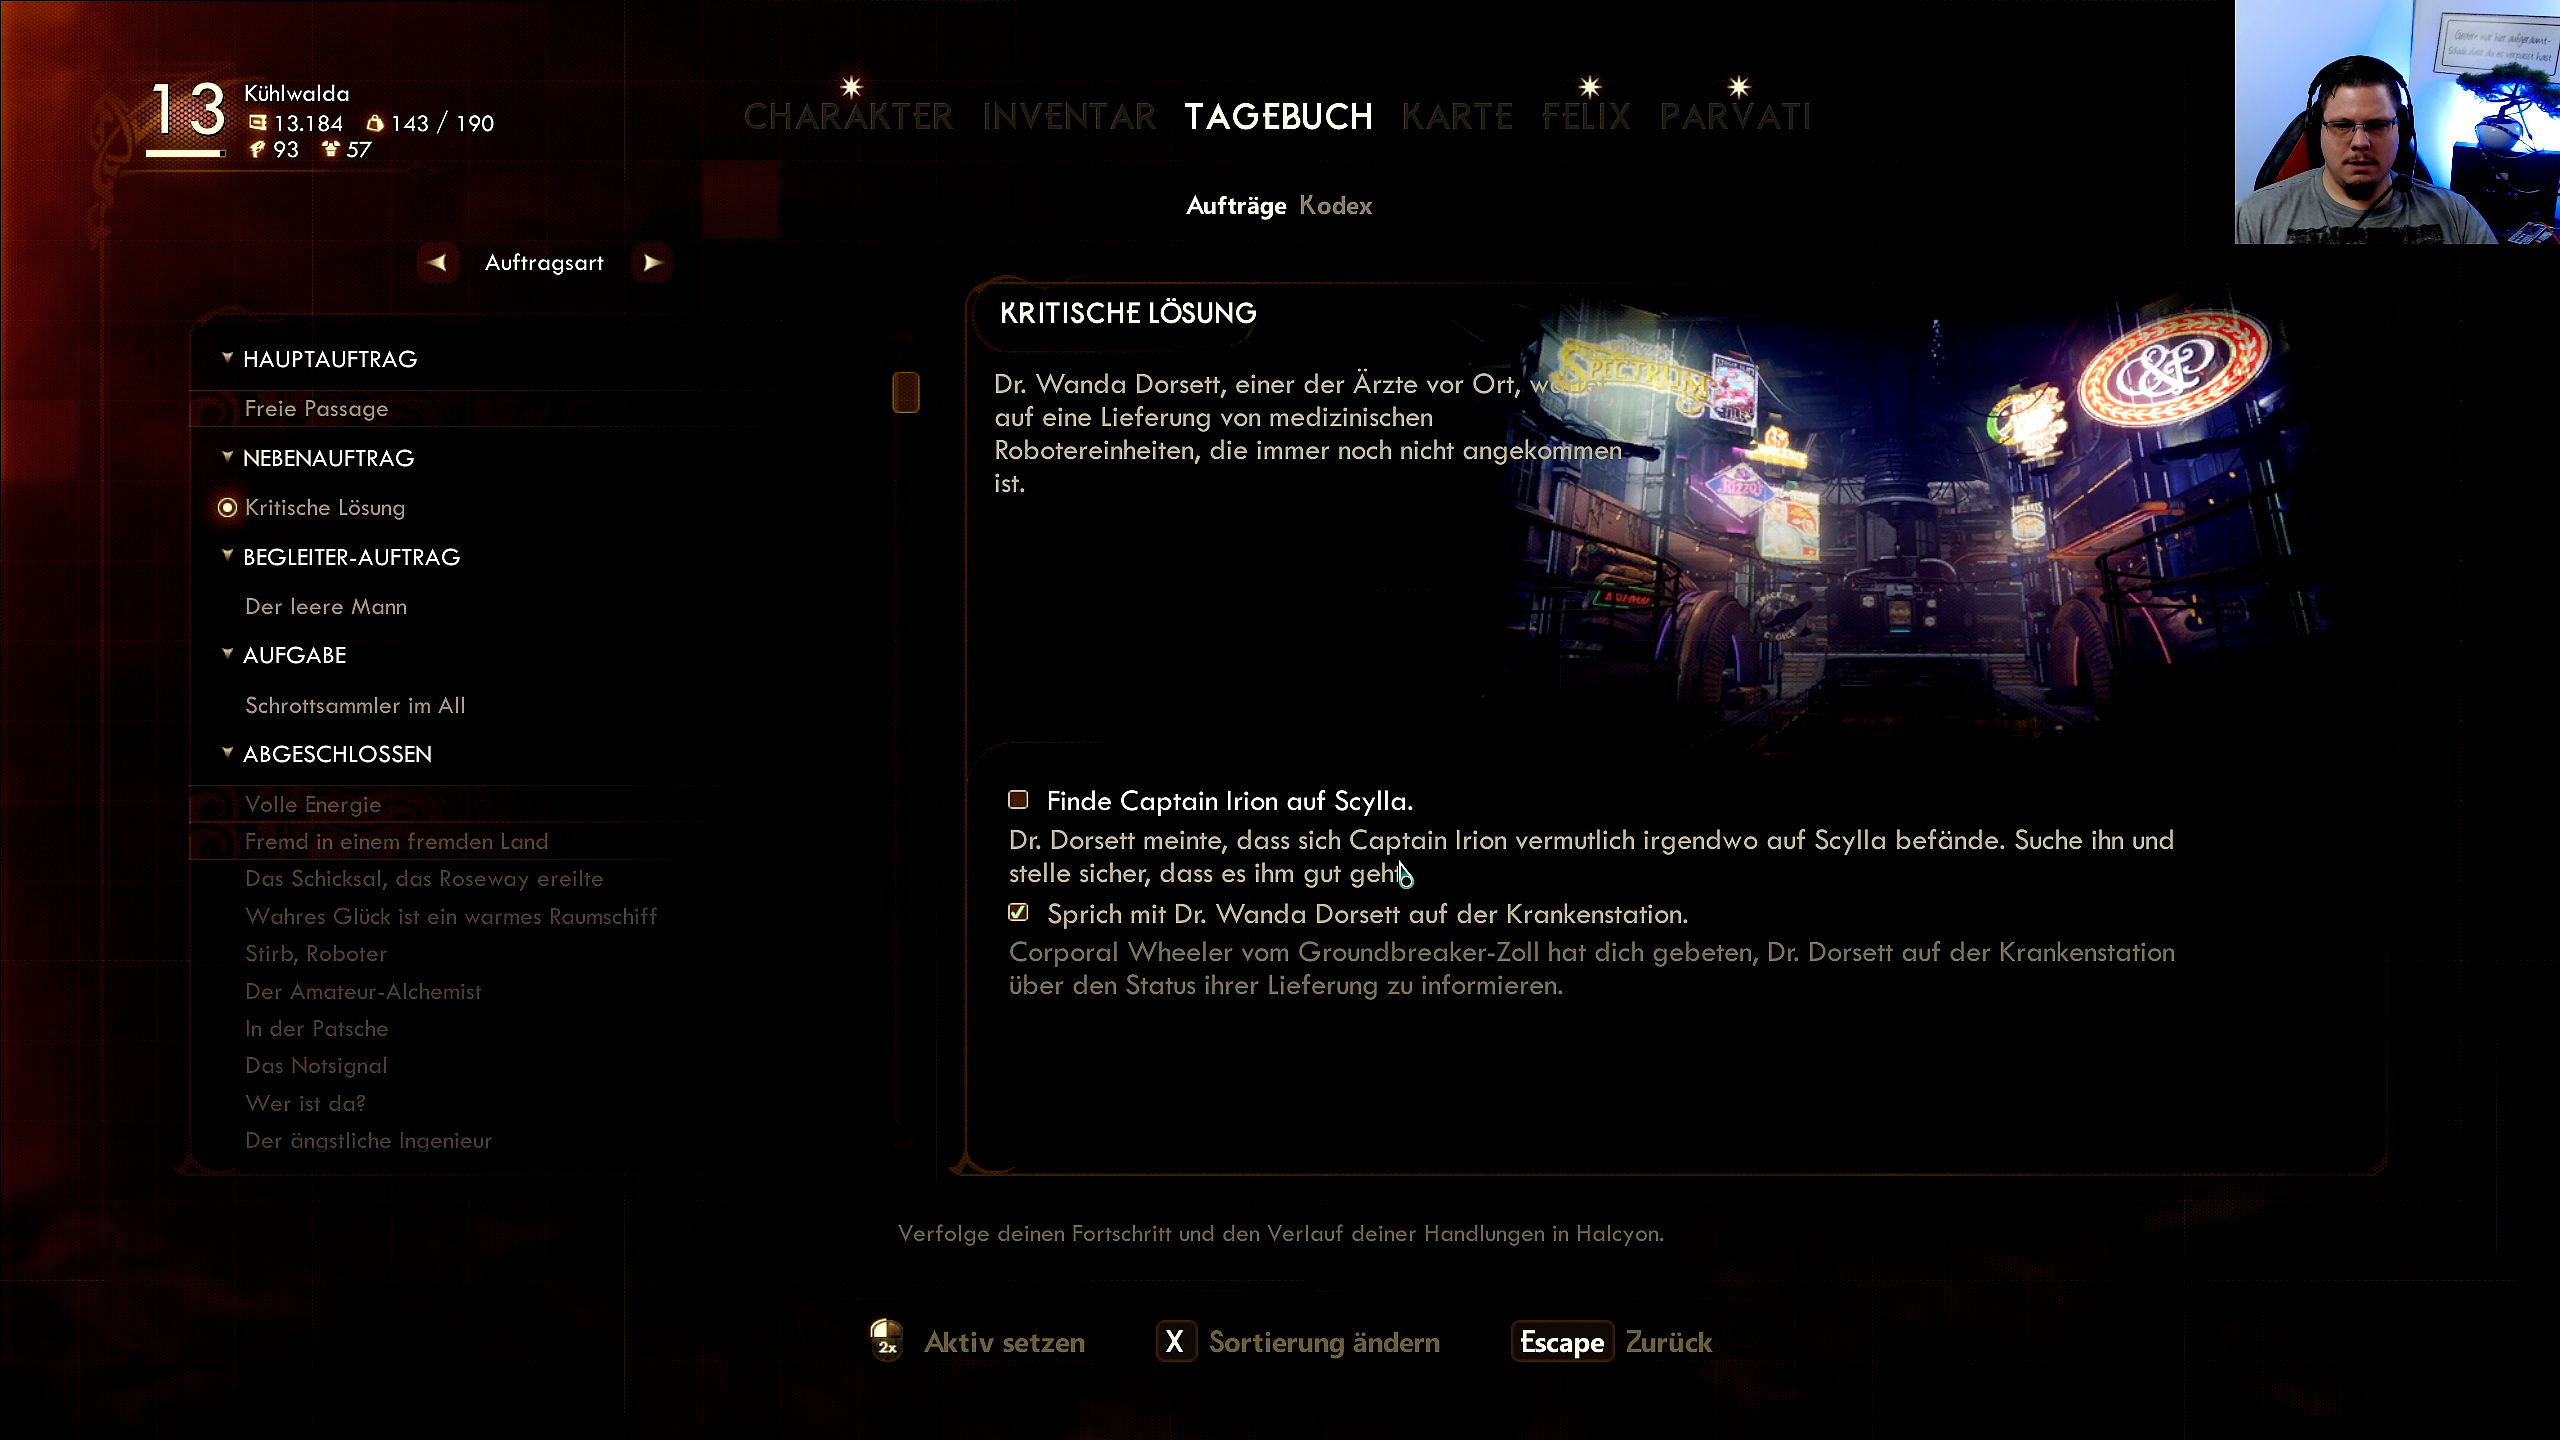 13
Kühlwalda
13.184 143 / 190
93 57
CHARAKTER INVENTAR TAGEBUCH KARTE FELIX PARVATI
Aufträge Kodex
Auftragsart
HAUPTAUFTRAG
Freie Passage
NEBENAUFTRAG
Kritische Lösung
BEGLEITER-AUFTRAG
Der leere Mann
AUFGABE
Schrottsammler im All
ABGESCHLOSSEN
Volle Energie
Fremd in einem fremden Land
Das Schicksal, das Roseway ereilte
Wahres Glück ist ein warmes Raumschiff
Stirb, Roboter
Der Amateur-Alchemist
In der Patsche
Das Notsignal
Wer ist da?
Der ängstliche Ingenieur
KRITISCHE LÖSUNG
Dr. Wanda Dorsett, einer der Ärzte vor Ort, wartet
auf eine Lieferung von medizinischen
Robotereinheiten, die immer noch nicht angekommen
ist.
SPECTRUM
&
Rizzo's
SPACER'S
CHOICE
Finde Captain Irion auf Scylla.
Dr. Dorsett meinte, dass sich Captain Irion vermutlich irgendwo auf Scylla befände. Suche ihn und
stelle sicher, dass es ihm gut geht.
Sprich mit Dr. Wanda Dorsett auf der Krankenstation.
Corporal Wheeler vom Groundbreaker-Zoll hat dich gebeten, Dr. Dorsett auf der Krankenstation
über den Status ihrer Lieferung zu informieren.
Verfolge deinen Fortschritt und den Verlauf deiner Handlungen in Halcyon.
2x Aktiv setzen X Sortierung ändern Escape Zurück